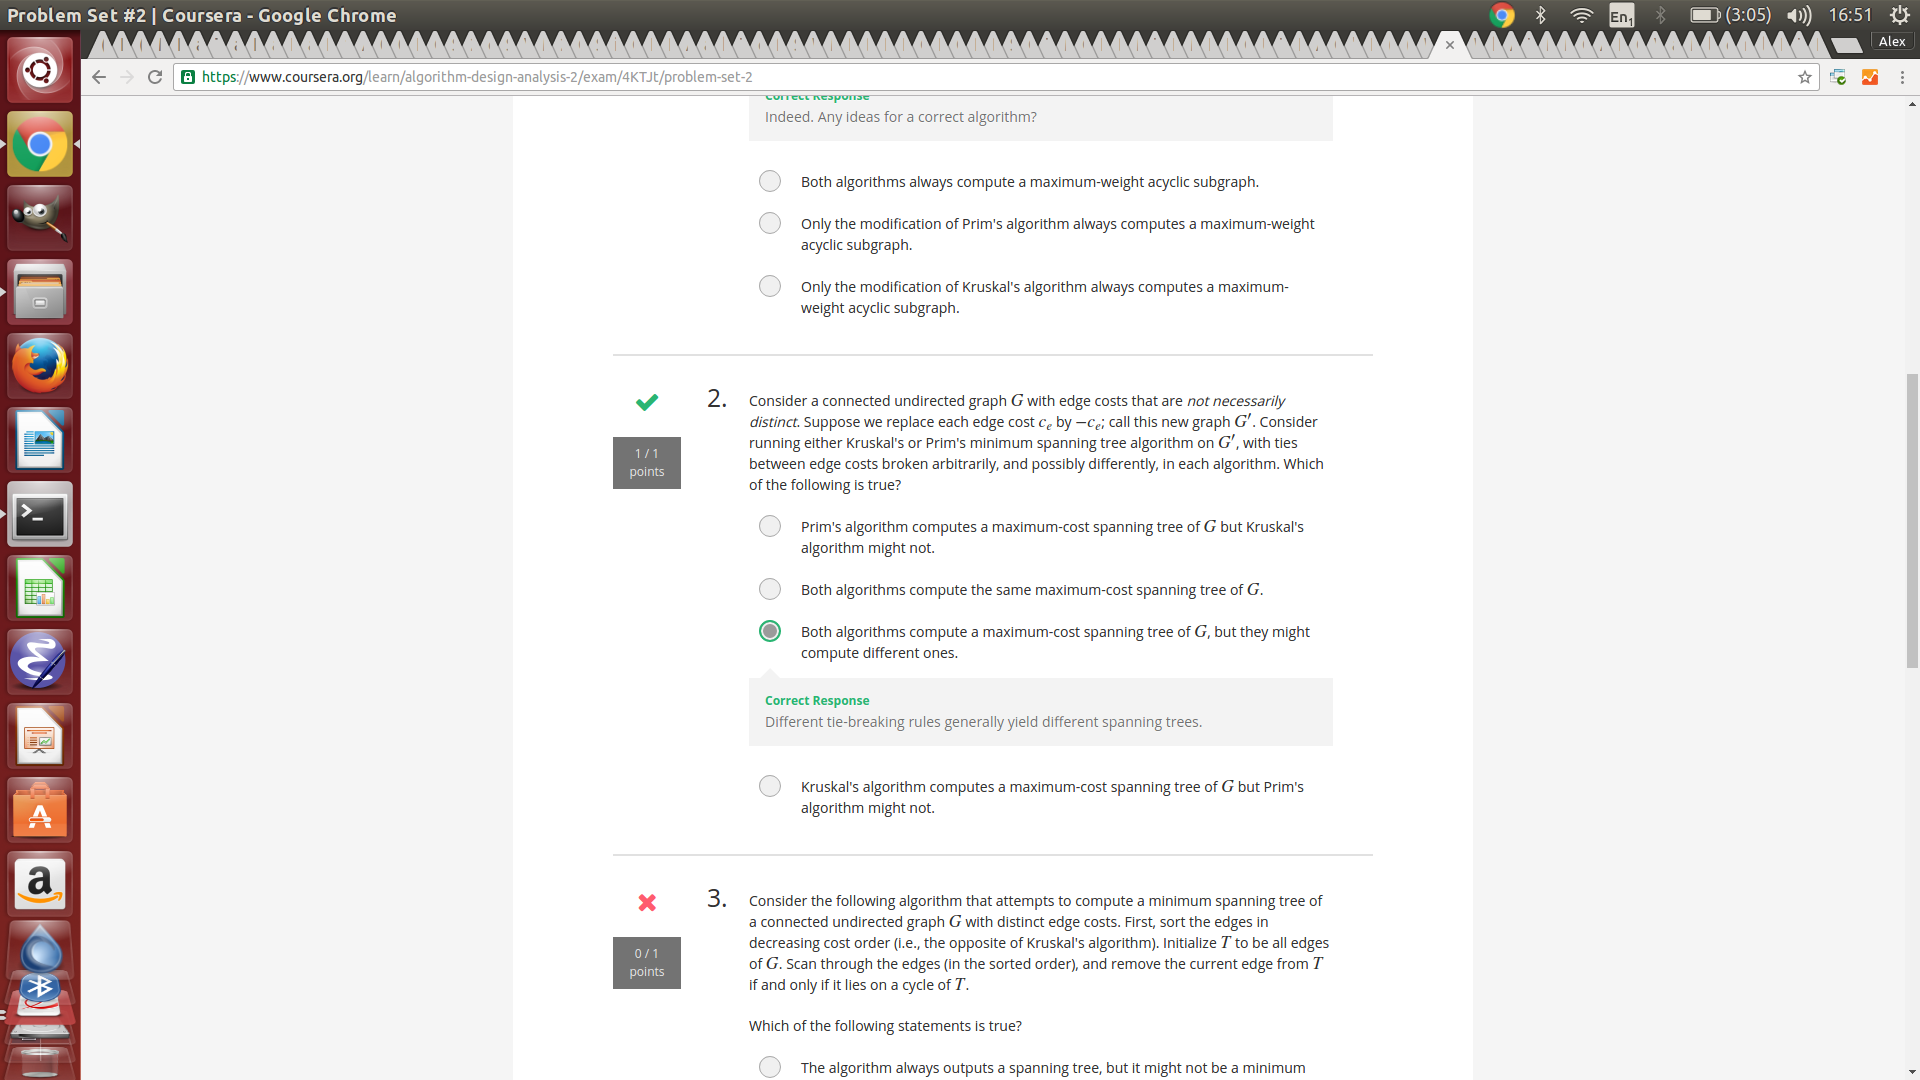 Problem Set #2 | Coursera - Google Chrome
En1
(3:05)
16:51
Alex
https://www.coursera.org/learn/algorithm-design-analysis-2/exam/4KTJt/problem-set-2
Correct Response
Indeed. Any ideas for a correct algorithm?
Both algorithms always compute a maximum-weight acyclic subgraph.
Only the modification of Prim's algorithm always computes a maximum-weight
acyclic subgraph.
Only the modification of Kruskal's algorithm always computes a maximum-
weight acyclic subgraph.
1 / 1
points
2.
Consider a connected undirected graph G with edge costs that are not necessarily
distinct. Suppose we replace each edge cost cₑ by −cₑ; call this new graph G′. Consider
running either Kruskal's or Prim's minimum spanning tree algorithm on G′, with ties
between edge costs broken arbitrarily, and possibly differently, in each algorithm. Which
of the following is true?
Prim's algorithm computes a maximum-cost spanning tree of G but Kruskal's
algorithm might not.
Both algorithms compute the same maximum-cost spanning tree of G.
Both algorithms compute a maximum-cost spanning tree of G, but they might
compute different ones.
Correct Response
Different tie-breaking rules generally yield different spanning trees.
Kruskal's algorithm computes a maximum-cost spanning tree of G but Prim's
algorithm might not.
0 / 1
points
3.
Consider the following algorithm that attempts to compute a minimum spanning tree of
a connected undirected graph G with distinct edge costs. First, sort the edges in
decreasing cost order (i.e., the opposite of Kruskal's algorithm). Initialize T to be all edges
of G. Scan through the edges (in the sorted order), and remove the current edge from T
if and only if it lies on a cycle of T.
Which of the following statements is true?
The algorithm always outputs a spanning tree, but it might not be a minimum